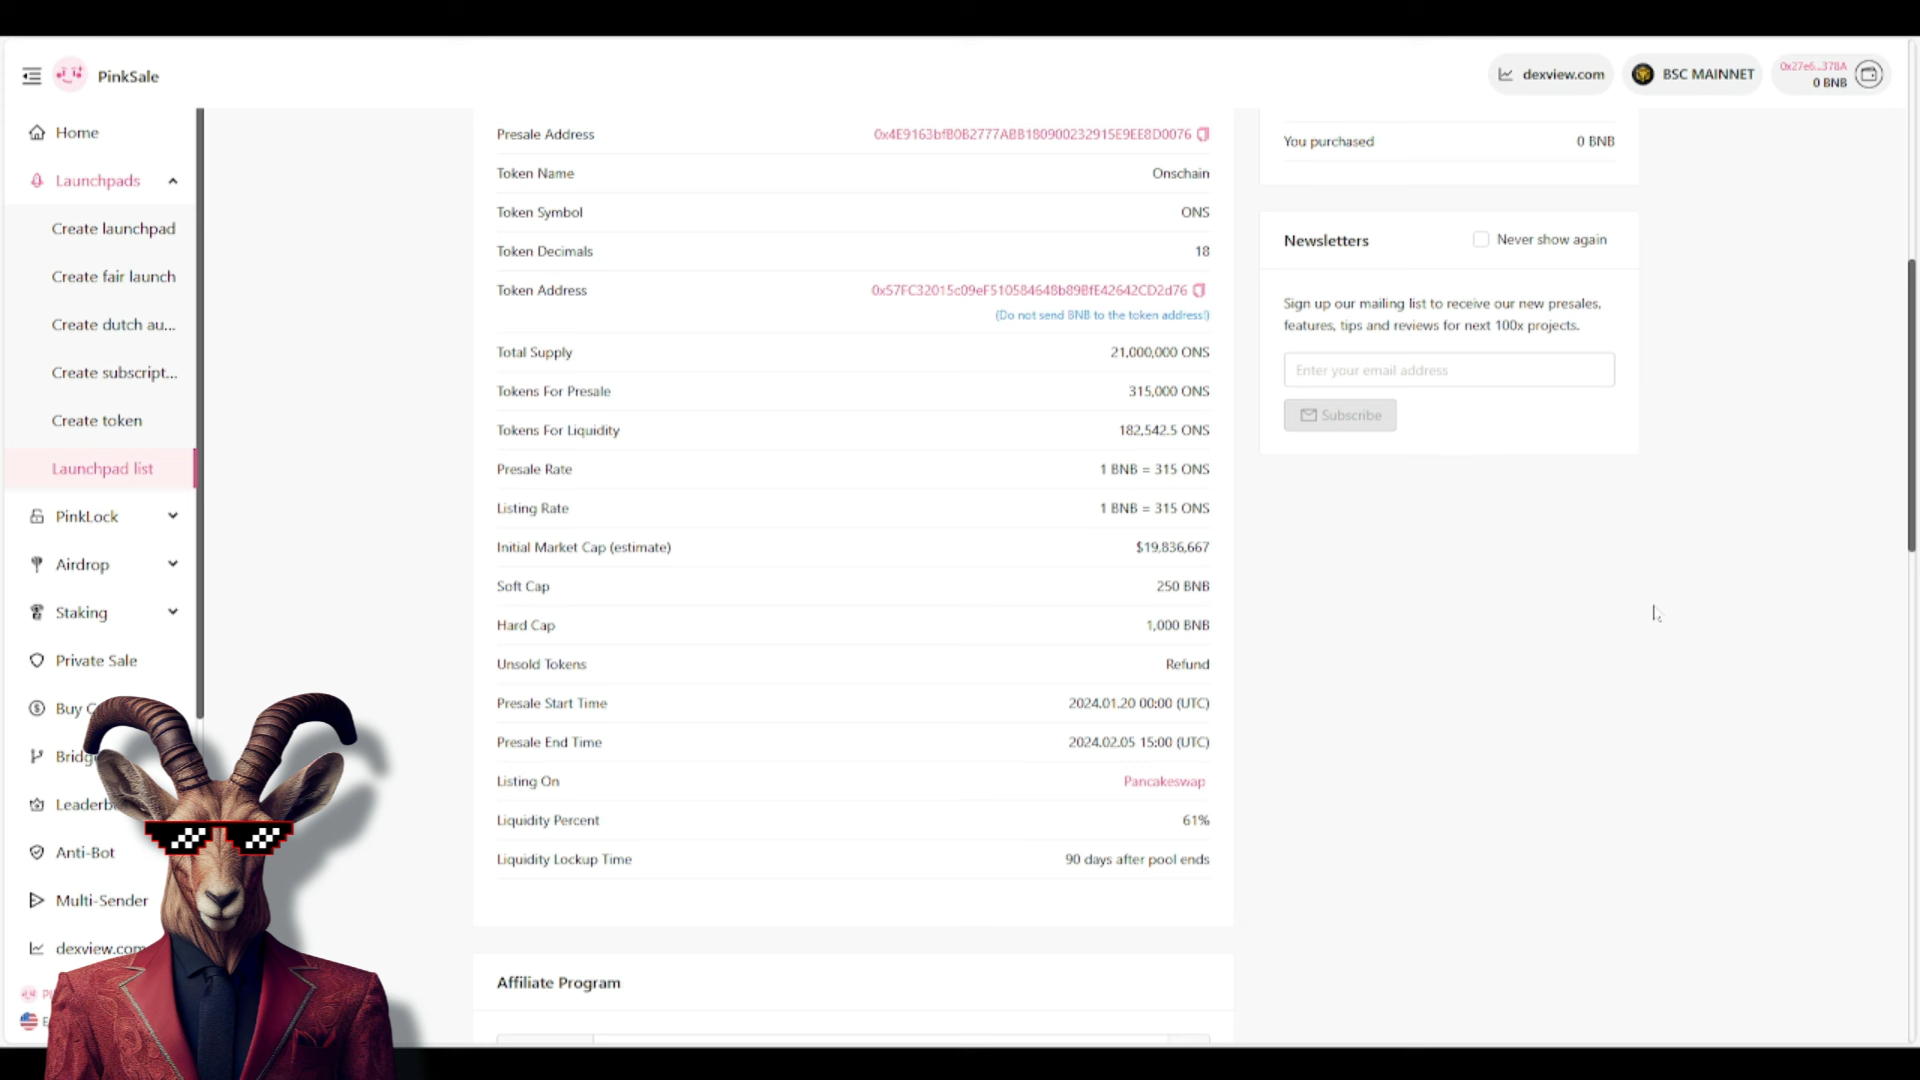 PinkSale
dexview.com
BSC MAINNET
0x27e6...378A
0 BNB
Home
Launchpads
Create launchpad
Create fair launch
Create dutch au...
Create subscript...
Create token
Launchpad list
PinkLock
Airdrop
Staking
Private Sale
Buy
Bridg
Leaderb
Anti-Bot
Multi-Sender
dexview.com
Presale Address 0x4E9163bfB0B2777ABB180900232915E9EE8D0076
Token Name Onschain
Token Symbol ONS
Token Decimals 18
Token Address 0x57FC32015c09eF510584648b89BfE42642CD2d76
(Do not send BNB to the token address!)
Total Supply 21,000,000 ONS
Tokens For Presale 315,000 ONS
Tokens For Liquidity 182,542.5 ONS
Presale Rate 1 BNB = 315 ONS
Listing Rate 1 BNB = 315 ONS
Initial Market Cap (estimate) $19,836,667
Soft Cap 250 BNB
Hard Cap 1,000 BNB
Unsold Tokens Refund
Presale Start Time 2024.01.20 00:00 (UTC)
Presale End Time 2024.02.05 15:00 (UTC)
Listing On Pancakeswap
Liquidity Percent 61%
Liquidity Lockup Time 90 days after pool ends
Affiliate Program
You purchased 0 BNB
Newsletters Never show again
Sign up our mailing list to receive our new presales,
features, tips and reviews for next 100x projects.
Enter your email address
Subscribe